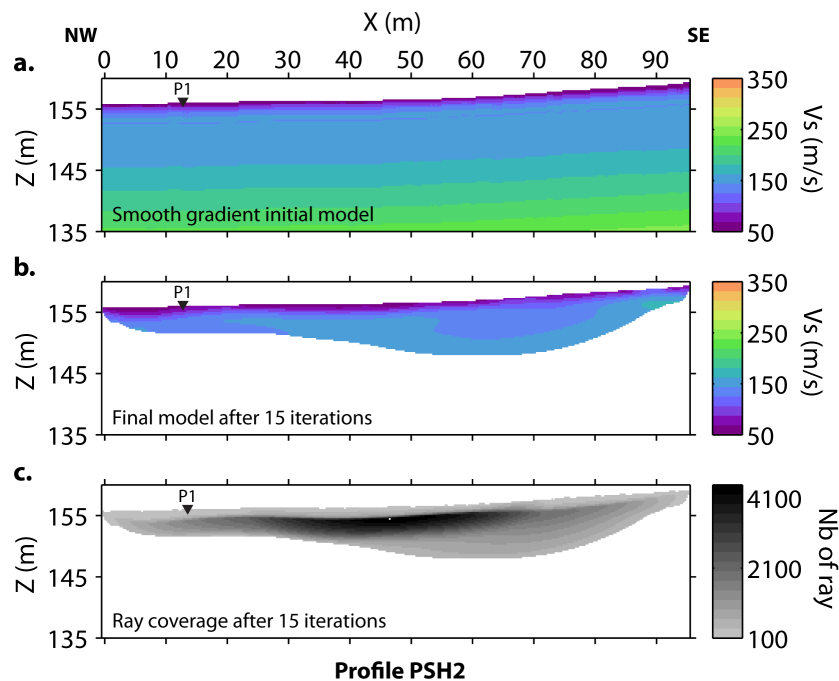 X (m)
NW
SE
0 10 20 30 40 50 60 70 80 90
a.
P1
155
145
135
Z (m)
Smooth gradient initial model
350
250
150
50
Vs (m/s)
b.
P1
155
145
135
Z (m)
Final model after 15 iterations
350
250
150
50
Vs (m/s)
c.
P1
155
145
135
Z (m)
Ray coverage after 15 iterations
4100
2100
100
Nb of ray
Profile PSH2